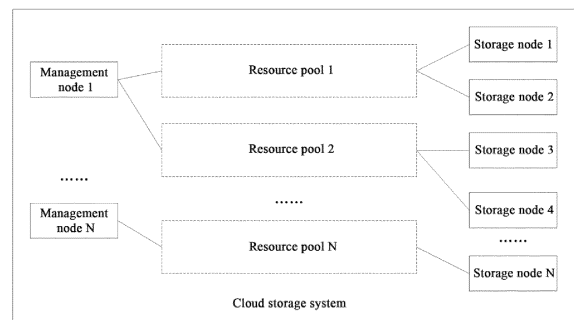 Storage node 1
Management
node 1
Resource pool 1
Storage node 2
Resource pool 2
Storage node 3
......
......
Storage node 4
Management
node N
......
Resource pool N
Storage node N
Cloud storage system